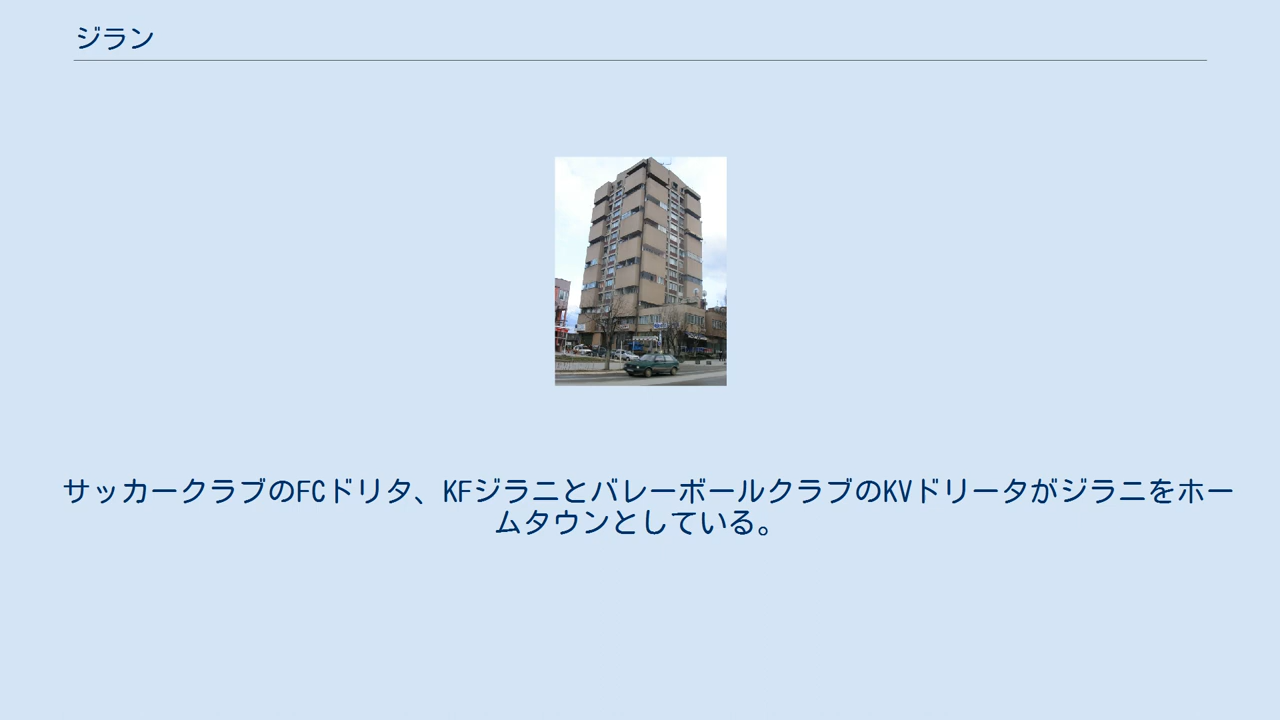 ジラン
サッカークラブのFCドリタ、KFジラニとバレーボールクラブのKVドリータがジラニをホー
ムタウンとしている。